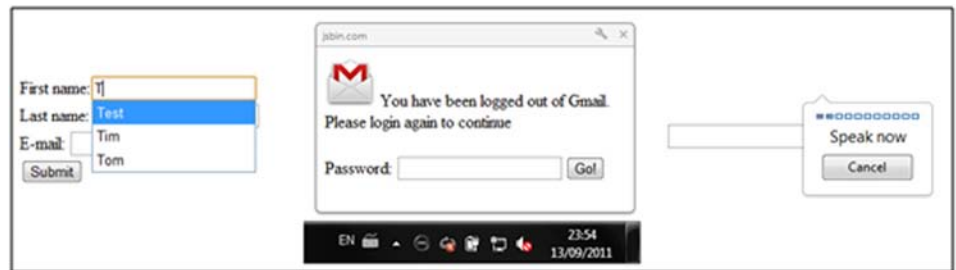 First name: T
Test
Last name:
Tim
E-mail:
Tom
Submit
jsbin.com
You have been logged out of Gmail.
Please login again to continue
Password:
Go!
EN
23:54
13/09/2011
Speak now
Cancel